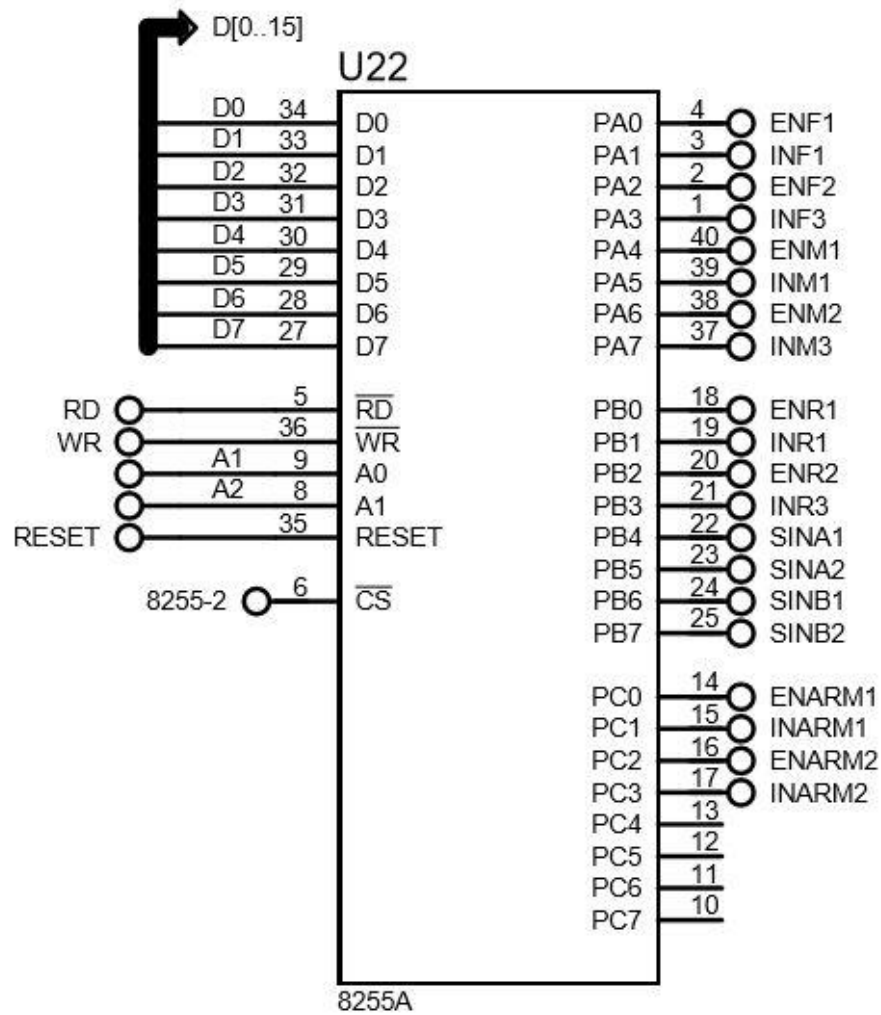 D[0..15]
U22
D0 34 D0 PA0 4 ENF1
D1 33 D1 PA1 3 INF1
D2 32 D2 PA2 2 ENF2
D3 31 D3 PA3 1 INF3
D4 30 D4 PA4 40 ENM1
D5 29 D5 PA5 39 INM1
D6 28 D6 PA6 38 ENM2
D7 27 D7 PA7 37 INM3
RD 5 RD PB0 18 ENR1
WR 36 WR PB1 19 INR1
A1 9 A0 PB2 20 ENR2
A2 8 A1 PB3 21 INR3
RESET 35 RESET PB4 22 SINA1
PB5 23 SINA2
8255-2 6 CS PB6 24 SINB1
PB7 25 SINB2
PC0 14 ENARM1
PC1 15 INARM1
PC2 16 ENARM2
PC3 17 INARM2
PC4 13
PC5 12
PC6 11
PC7 10
8255A